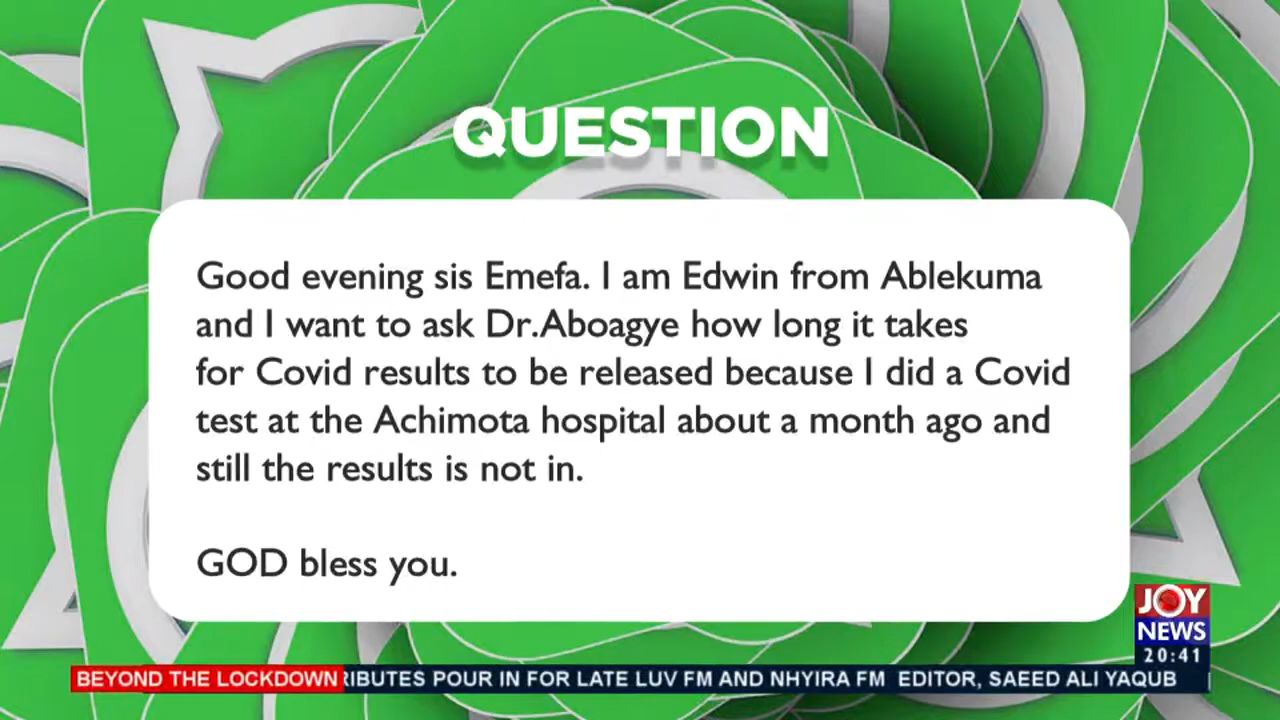 QUESTION
Good evening sis Emefa. I am Edwin from Ablekuma
and I want to ask Dr.Aboagye how long it takes
for Covid results to be released because I did a Covid
test at the Achimota hospital about a month ago and
still the results is not in.
GOD bless you.
JOY
NEWS
20:41
BEYOND THE LOCKDOWN RIBUTES POUR IN FOR LATE LUV FM AND NHYIRA FM EDITOR, SAEED ALI YAQUB